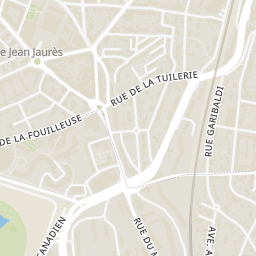 e Jean Jaurès
RUE DE LA TUILERIE
DE LA FOUILLEUSE
RUE GARIBALDI
CANADIEN
RUE DU M
AVE. A